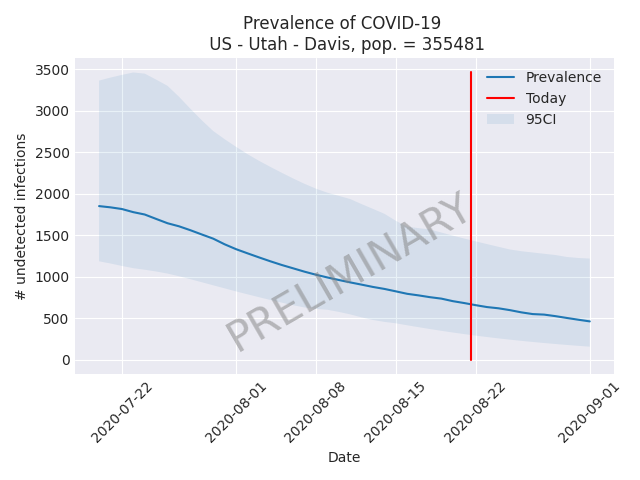 Prevalence of COVID-19
US - Utah - Davis, pop. = 355481
3500
3000
2500
2000
1500
1000
500
0
# undetected infections
Prevalence
Today
95CI
PRELIMINARY
2020-07-22
2020-08-01
2020-08-08
2020-08-15
2020-08-22
2020-09-01
Date